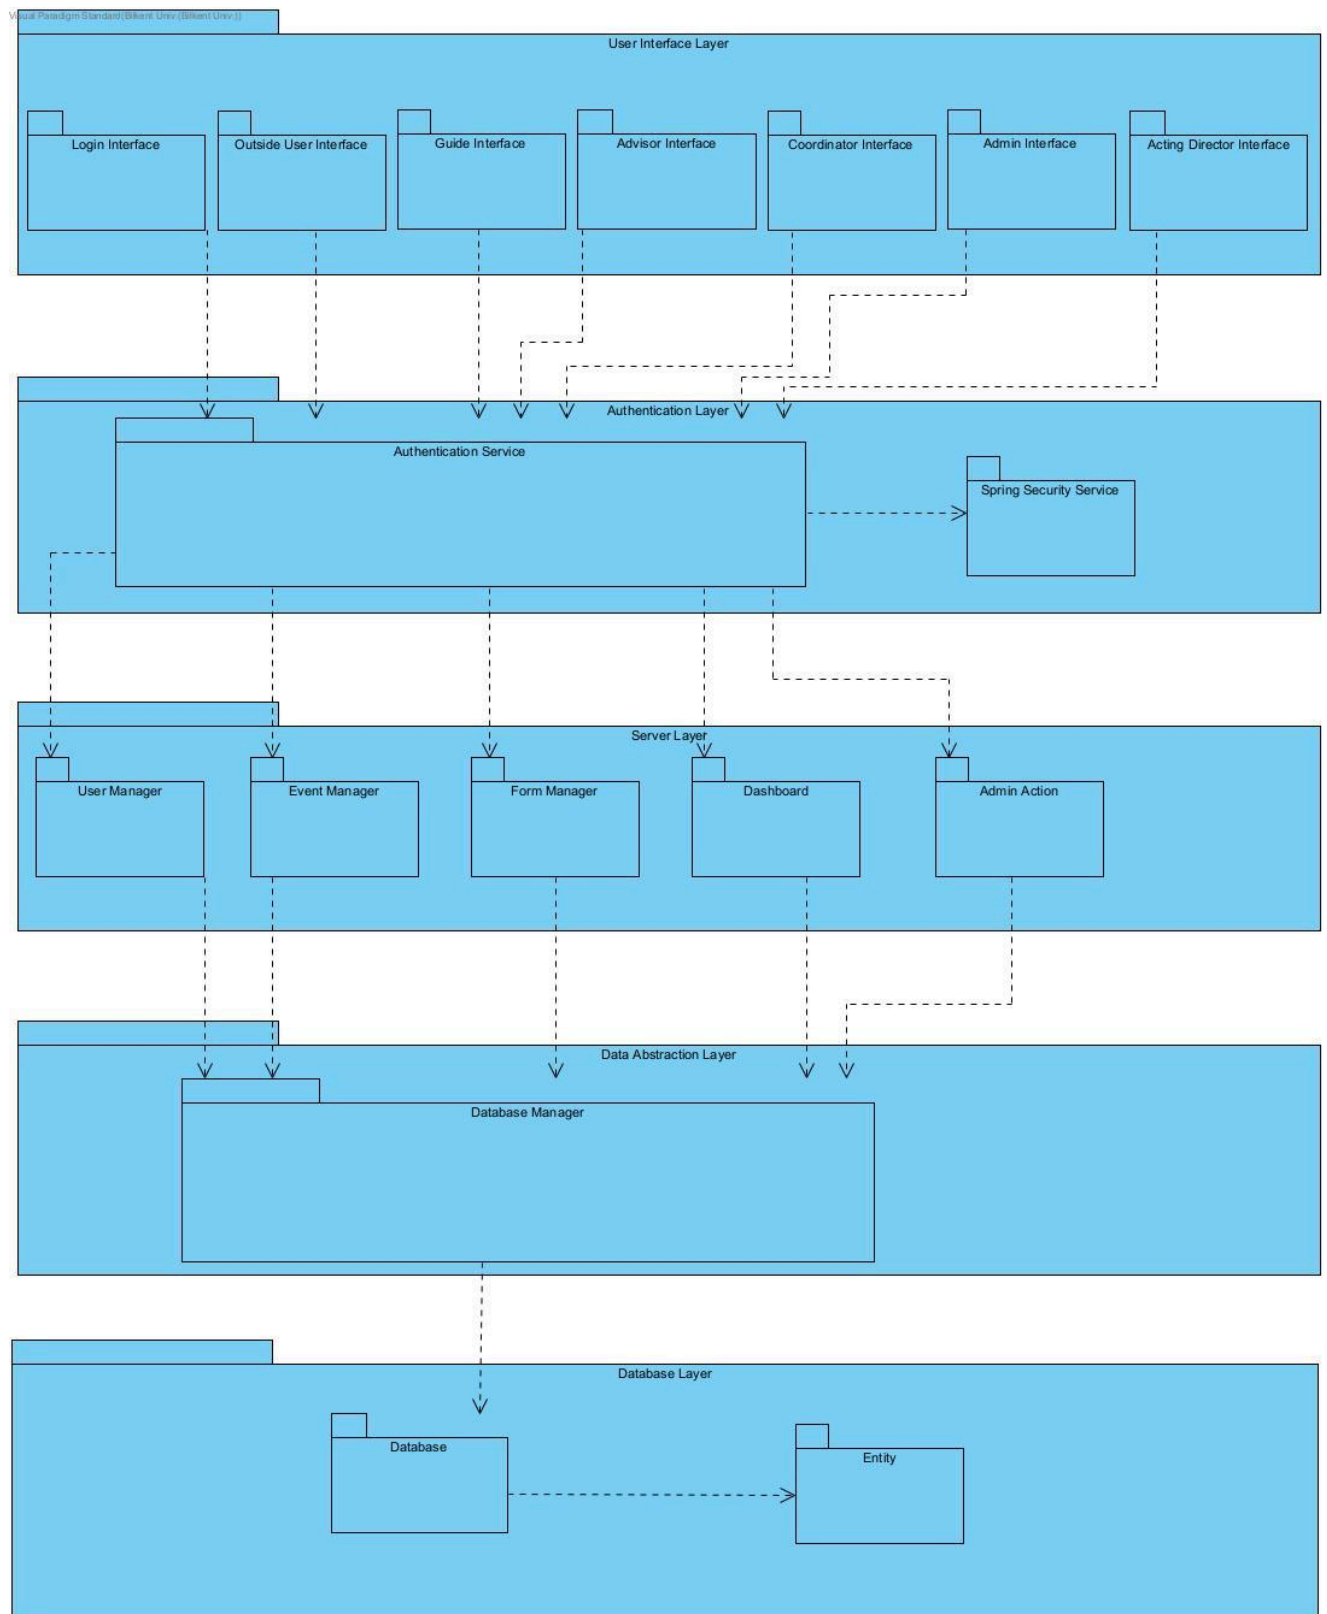 Visual Paradigm Standard(Bilkent Univ.(Bilkent Univ.))
User Interface Layer
Login Interface
Outside User Interface
Guide Interface
Advisor Interface
Coordinator Interface
Admin Interface
Acting Director Interface
Authentication Layer
Authentication Service
Spring Security Service
Server Layer
User Manager
Event Manager
Form Manager
Dashboard
Admin Action
Data Abstraction Layer
Database Manager
Database Layer
Database
Entity